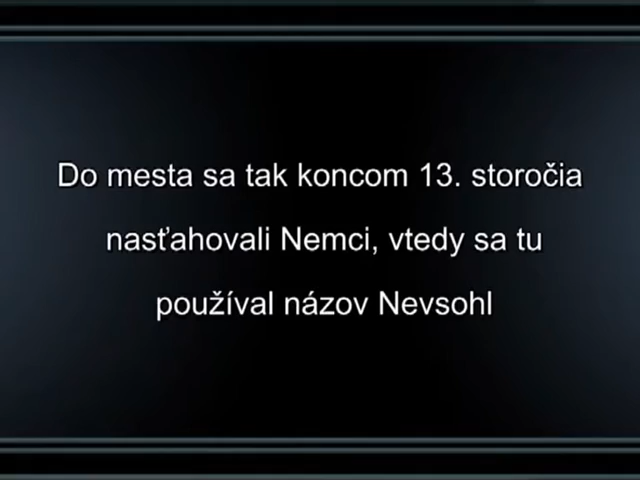 Do mesta sa tak koncom 13. storočia
nasťahovali Nemci, vtedy sa tu
používal názov Nevsohl